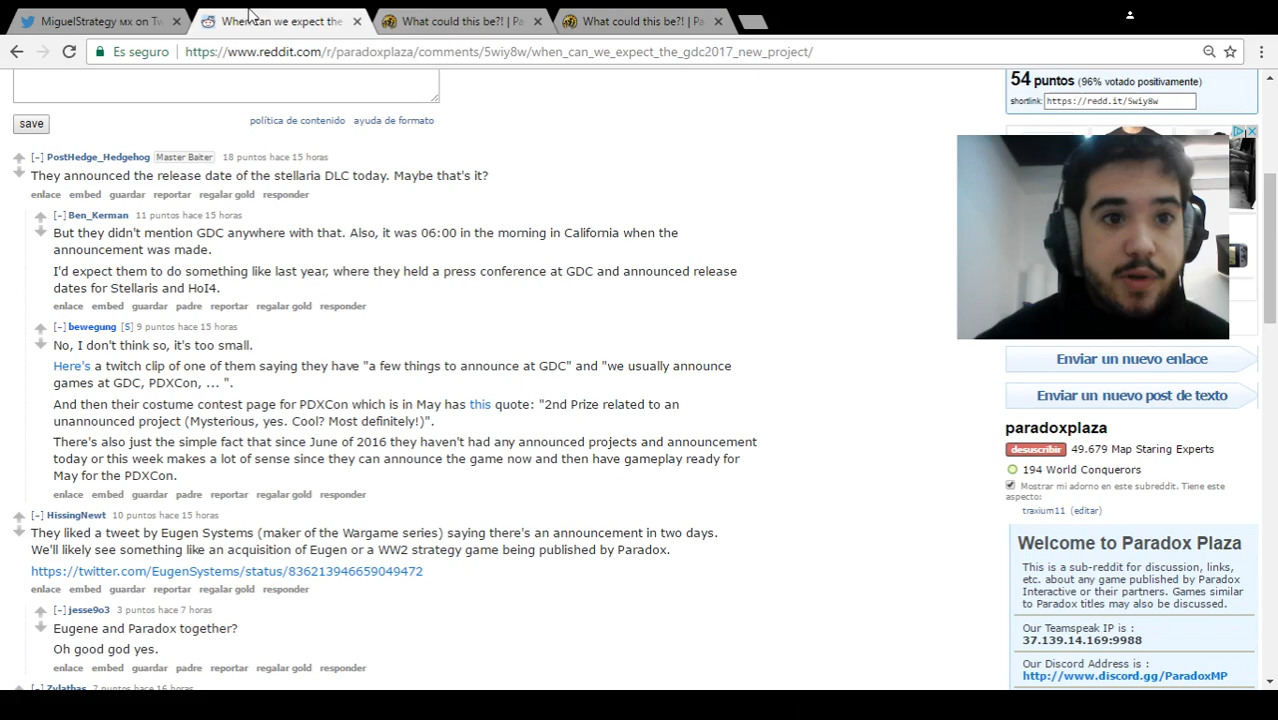 MiguelStrategy мx on Tw
When can we expect the
What could this be?! | Pa
What could this be?! | Pa
Es seguro
https://www.reddit.com/r/paradoxplaza/comments/5wiy8w/when_can_we_expect_the_gdc2017_new_project/
save
política de contenido ayuda de formato
[–] PostHedge_Hedgehog Master Baiter 18 puntos hace 15 horas
They announced the release date of the stellaria DLC today. Maybe that's it?
enlace embed guardar reportar regalar gold responder
[–] Ben_Kerman 11 puntos hace 15 horas
But they didn't mention GDC anywhere with that. Also, it was 06:00 in the morning in California when the
announcement was made.
I'd expect them to do something like last year, where they held a press conference at GDC and announced release
dates for Stellaris and HoI4.
enlace embed guardar padre reportar regalar gold responder
[–] bewegung [S] 9 puntos hace 15 horas
No, I don't think so, it's too small.
Here's a twitch clip of one of them saying they have "a few things to announce at GDC" and "we usually announce
games at GDC, PDXCon, ... ".
And then their costume contest page for PDXCon which is in May has this quote: "2nd Prize related to an
unannounced project (Mysterious, yes. Cool? Most definitely!)".
There's also just the simple fact that since June of 2016 they haven't had any announced projects and announcement
today or this week makes a lot of sense since they can announce the game now and then have gameplay ready for
May for the PDXCon.
enlace embed guardar padre reportar regalar gold responder
[–] HissingNewt 10 puntos hace 15 horas
They liked a tweet by Eugen Systems (maker of the Wargame series) saying there's an announcement in two days.
We'll likely see something like an acquisition of Eugen or a WW2 strategy game being published by Paradox.
https://twitter.com/EugenSystems/status/836213946659049472
enlace embed guardar reportar regalar gold responder
[–] jesse9o3 3 puntos hace 7 horas
Eugene and Paradox together?
Oh good god yes.
enlace embed guardar padre reportar regalar gold responder
[–] Zylathas 7 puntos hace 16 horas
54 puntos (96% votado positivamente)
shortlink: https://redd.it/5wiy8w
Enviar un nuevo enlace
Enviar un nuevo post de texto
paradoxplaza
desuscribir 49.679 Map Staring Experts
194 World Conquerors
Mostrar mi adorno en este subreddit. Tiene este
aspecto:
traxium11 (editar)
Welcome to Paradox Plaza
This is a sub-reddit for discussion, links,
etc. about any game published by Paradox
Interactive or their partners. Games similar
to Paradox titles may also be discussed.
Our Teamspeak IP is :
37.139.14.169:9988
Our Discord Address is :
http://www.discord.gg/ParadoxMP